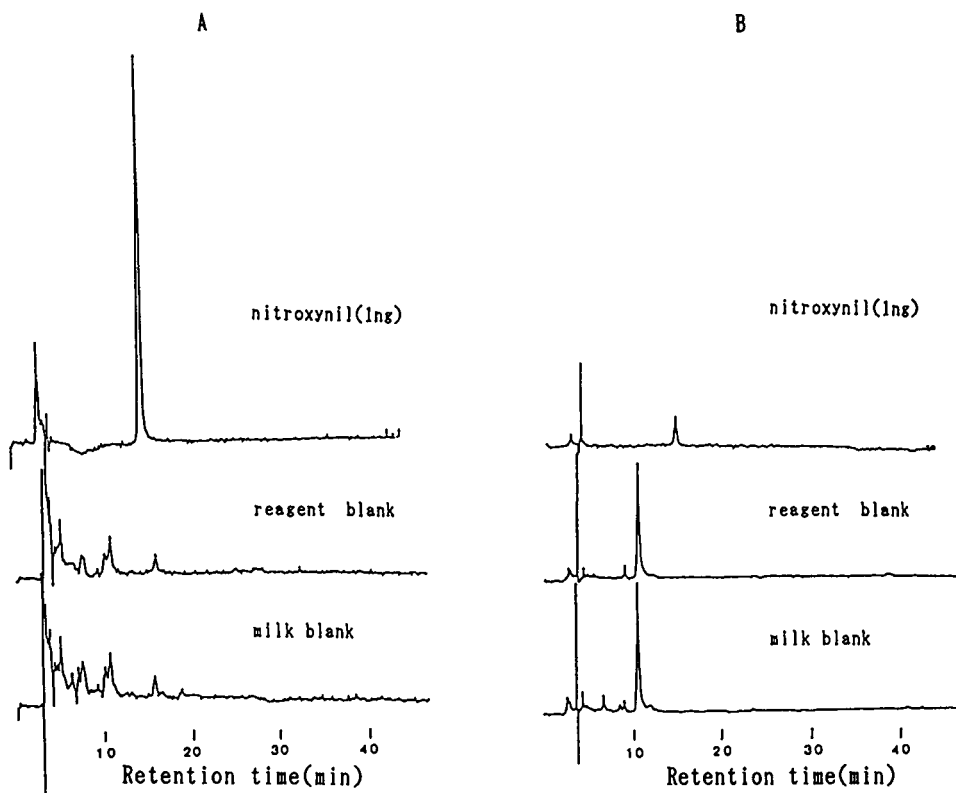 A
nitroxynil(1ng)
reagent blank
milk blank
10 20 30 40
Retention time(min)
B
nitroxynil(1ng)
reagent blank
milk blank
10 20 30 40
Retention time(min)